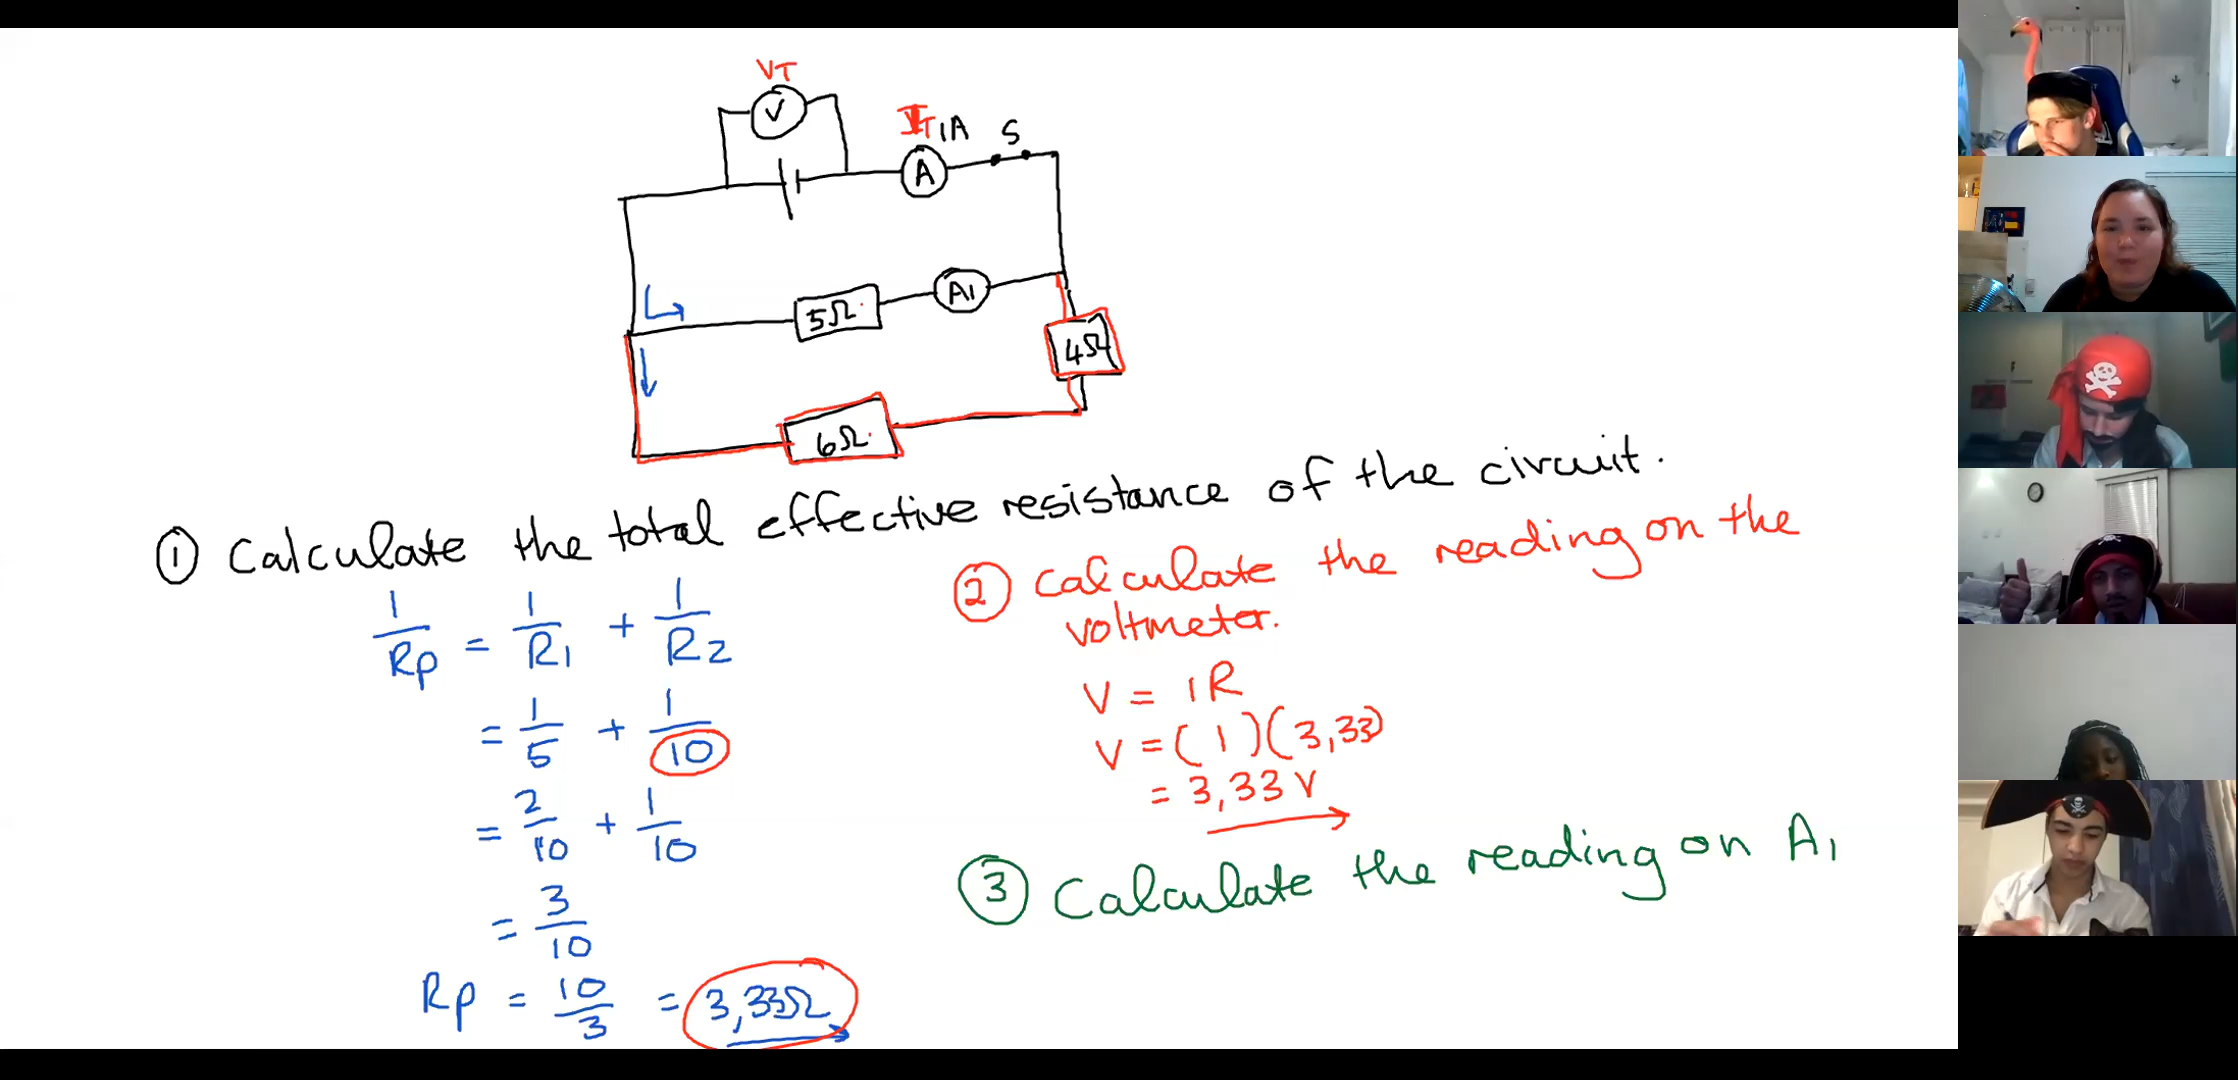 VT
V
IT 1A
S
A
5Ω
A1
4Ω
6Ω
① Calculate the total effective resistance of the circuit.
1/Rp = 1/R1 + 1/R2
= 1/5 + 1/10
= 2/10 + 1/10
= 3/10
Rp = 10/3 = 3,33Ω
② Calculate the reading on the
voltmeter.
V = IR
V = (1)(3,33)
= 3,33 V
③ Calculate the reading on A1